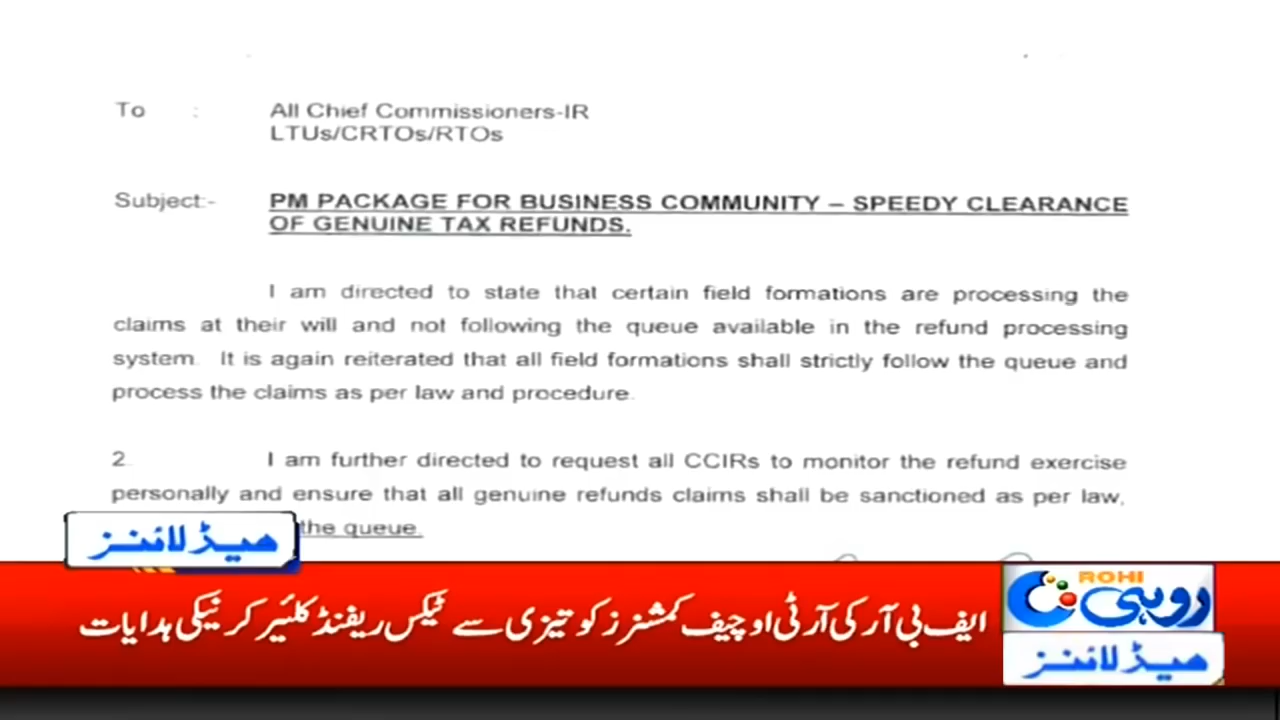 To : All Chief Commissioners-IR
LTUs/CRTOs/RTOs
Subject:- PM PACKAGE FOR BUSINESS COMMUNITY – SPEEDY CLEARANCE
OF GENUINE TAX REFUNDS.
I am directed to state that certain field formations are processing the
claims at their will and not following the queue available in the refund processing
system. It is again reiterated that all field formations shall strictly follow the queue and
process the claims as per law and procedure.
2. I am further directed to request all CCIRs to monitor the refund exercise
personally and ensure that all genuine refunds claims shall be sanctioned as per law,
the queue.
ہیڈ لائنز
ایف بی آر کی آر ٹی او چیف کمشنرز کو تیزی سے ٹیکس ریفنڈ کلئیر کرنیکی ہدایات
ROHI
روہی
ہیڈ لائنز